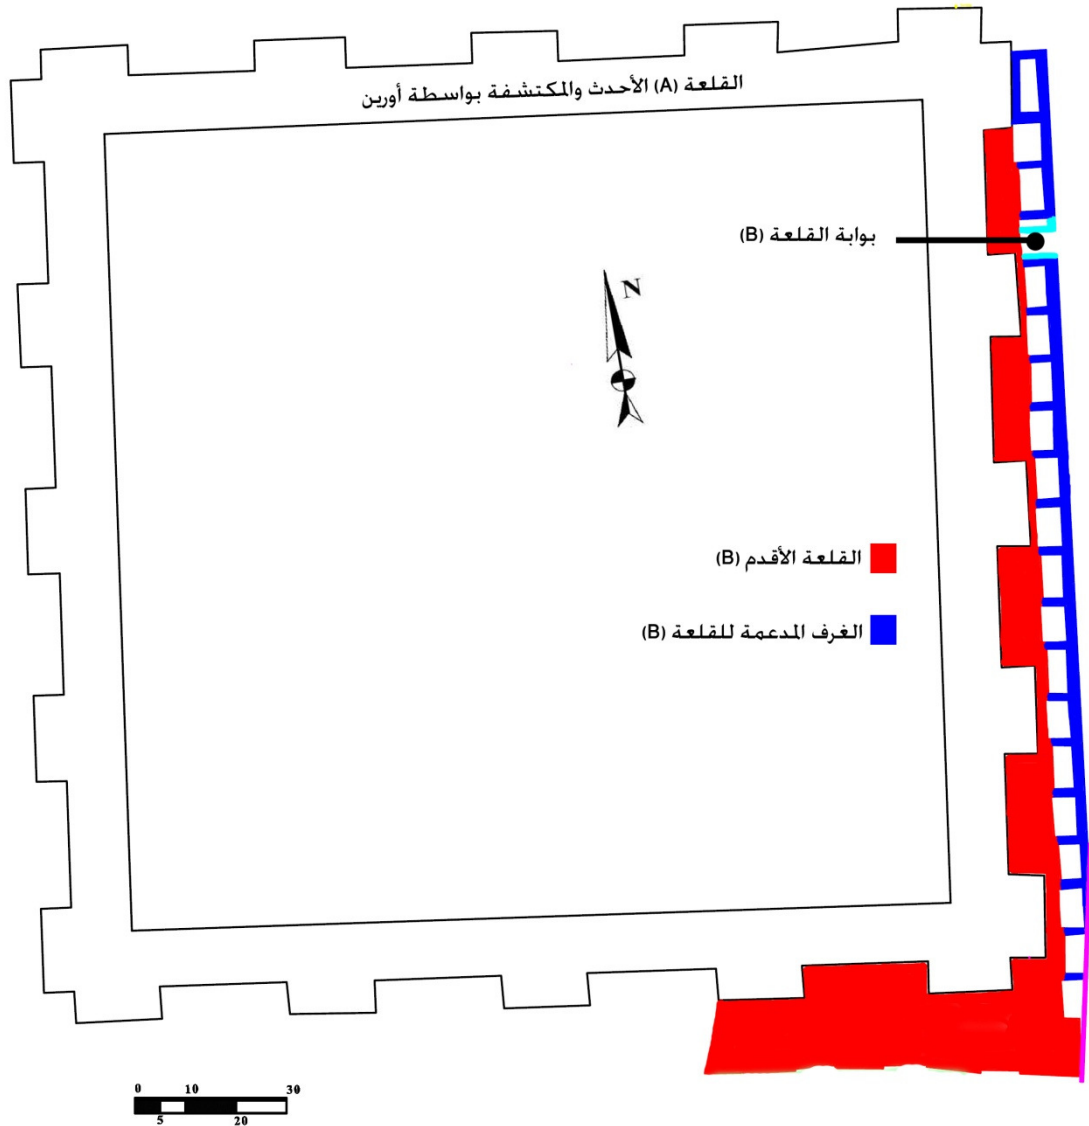 القلعة (A) الأحدث والمكتشفة بواسطة أورين
بوابة القلعة (B)
N
القلعة الأقدم (B)
الغرف المدعمة للقلعة (B)
0 10 30
5 20